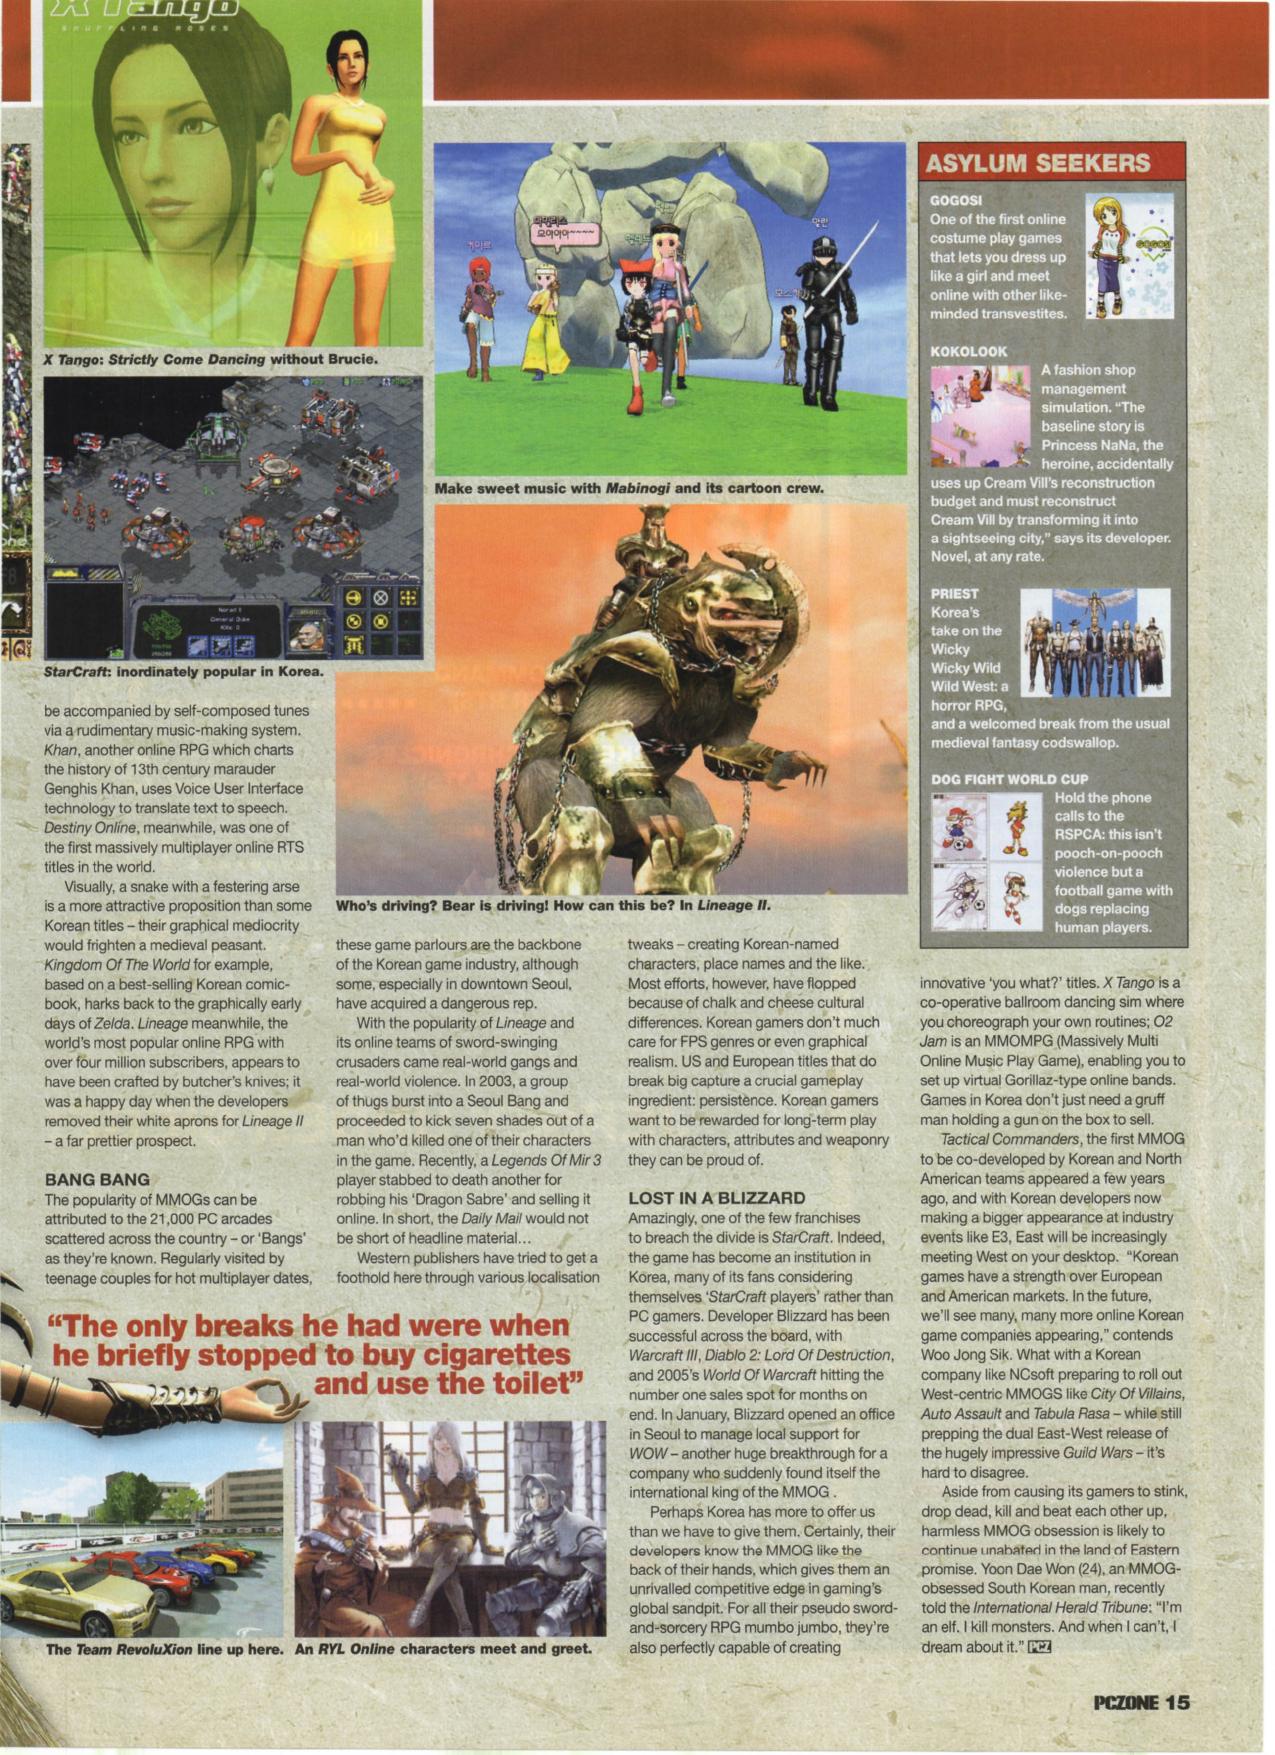 X Tango
SHUFFLING ROSES
X Tango: Strictly Come Dancing without Brucie.
StarCraft: inordinately popular in Korea.
Make sweet music with Mabinogi and its cartoon crew.
Who's driving? Bear is driving! How can this be? In Lineage II.
be accompanied by self-composed tunes
via a rudimentary music-making system.
Khan, another online RPG which charts
the history of 13th century marauder
Genghis Khan, uses Voice User Interface
technology to translate text to speech.
Destiny Online, meanwhile, was one of
the first massively multiplayer online RTS
titles in the world.
Visually, a snake with a festering arse
is a more attractive proposition than some
Korean titles – their graphical mediocrity
would frighten a medieval peasant.
Kingdom Of The World for example,
based on a best-selling Korean comic-
book, harks back to the graphically early
days of Zelda. Lineage meanwhile, the
world's most popular online RPG with
over four million subscribers, appears to
have been crafted by butcher's knives; it
was a happy day when the developers
removed their white aprons for Lineage II
– a far prettier prospect.
BANG BANG
The popularity of MMOGs can be
attributed to the 21,000 PC arcades
scattered across the country – or 'Bangs'
as they're known. Regularly visited by
teenage couples for hot multiplayer dates,
these game parlours are the backbone
of the Korean game industry, although
some, especially in downtown Seoul,
have acquired a dangerous rep.
With the popularity of Lineage and
its online teams of sword-swinging
crusaders came real-world gangs and
real-world violence. In 2003, a group
of thugs burst into a Seoul Bang and
proceeded to kick seven shades out of a
man who'd killed one of their characters
in the game. Recently, a Legends Of Mir 3
player stabbed to death another for
robbing his 'Dragon Sabre' and selling it
online. In short, the Daily Mail would not
be short of headline material...
Western publishers have tried to get a
foothold here through various localisation
tweaks – creating Korean-named
characters, place names and the like.
Most efforts, however, have flopped
because of chalk and cheese cultural
differences. Korean gamers don't much
care for FPS genres or even graphical
realism. US and European titles that do
break big capture a crucial gameplay
ingredient: persistence. Korean gamers
want to be rewarded for long-term play
with characters, attributes and weaponry
they can be proud of.
LOST IN A BLIZZARD
Amazingly, one of the few franchises
to breach the divide is StarCraft. Indeed,
the game has become an institution in
Korea, many of its fans considering
themselves 'StarCraft players' rather than
PC gamers. Developer Blizzard has been
successful across the board, with
Warcraft III, Diablo 2: Lord Of Destruction,
and 2005's World Of Warcraft hitting the
number one sales spot for months on
end. In January, Blizzard opened an office
in Seoul to manage local support for
WOW – another huge breakthrough for a
company who suddenly found itself the
international king of the MMOG .
Perhaps Korea has more to offer us
than we have to give them. Certainly, their
developers know the MMOG like the
back of their hands, which gives them an
unrivalled competitive edge in gaming's
global sandpit. For all their pseudo sword-
and-sorcery RPG mumbo jumbo, they're
also perfectly capable of creating
innovative 'you what?' titles. X Tango is a
co-operative ballroom dancing sim where
you choreograph your own routines; O2
Jam is an MMOMPG (Massively Multi
Online Music Play Game), enabling you to
set up virtual Gorillaz-type online bands.
Games in Korea don't just need a gruff
man holding a gun on the box to sell.
Tactical Commanders, the first MMOG
to be co-developed by Korean and North
American teams appeared a few years
ago, and with Korean developers now
making a bigger appearance at industry
events like E3, East will be increasingly
meeting West on your desktop. "Korean
games have a strength over European
and American markets. In the future,
we'll see many, many more online Korean
game companies appearing," contends
Woo Jong Sik. What with a Korean
company like NCsoft preparing to roll out
West-centric MMOGS like City Of Villains,
Auto Assault and Tabula Rasa – while still
prepping the dual East-West release of
the hugely impressive Guild Wars – it's
hard to disagree.
Aside from causing its gamers to stink,
drop dead, kill and beat each other up,
harmless MMOG obsession is likely to
continue unabated in the land of Eastern
promise. Yoon Dae Won (24), an MMOG-
obsessed South Korean man, recently
told the International Herald Tribune: "I'm
an elf. I kill monsters. And when I can't, I
dream about it." PCZ
"The only breaks he had were when
he briefly stopped to buy cigarettes
and use the toilet"
The Team RevoluXion line up here.
An RYL Online characters meet and greet.
ASYLUM SEEKERS
GOGOSI
One of the first online
costume play games
that lets you dress up
like a girl and meet
online with other like-
minded transvestites.
GOGOSI
KOKOLOOK
A fashion shop
management
simulation. "The
baseline story is
Princess NaNa, the
heroine, accidentally
uses up Cream Vill's reconstruction
budget and must reconstruct
Cream Vill by transforming it into
a sightseeing city," says its developer.
Novel, at any rate.
PRIEST
Korea's
take on the
Wicky
Wicky Wild
Wild West: a
horror RPG,
and a welcomed break from the usual
medieval fantasy codswallop.
DOG FIGHT WORLD CUP
Hold the phone
calls to the
RSPCA: this isn't
pooch-on-pooch
violence but a
football game with
dogs replacing
human players.
PCZONE 15